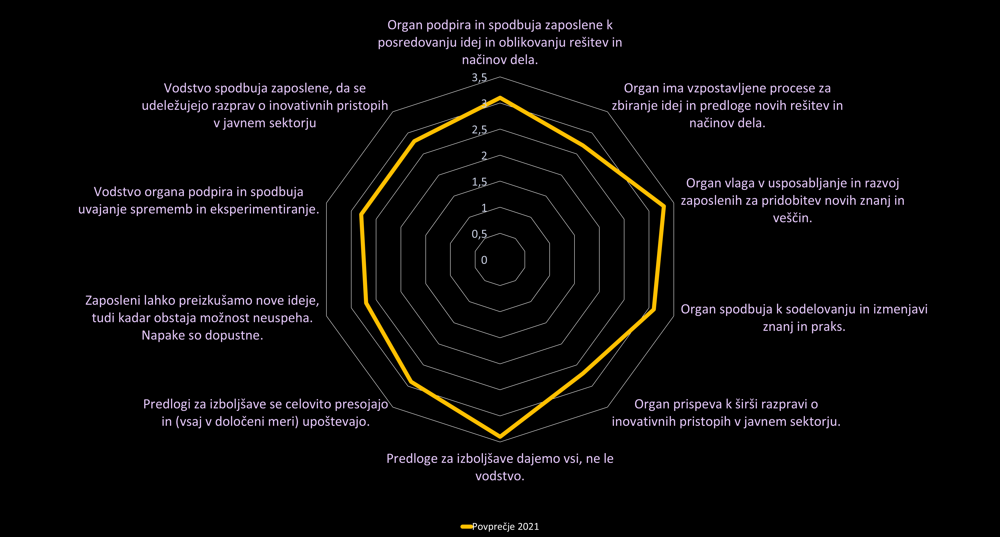 Organ podpira in spodbuja zaposlene k
posredovanju idej in oblikovanju rešitev in
načinov dela.
Organ ima vzpostavljene procese za
zbiranje idej in predloge novih rešitev in
načinov dela.
Organ vlaga v usposabljanje in razvoj
zaposlenih za pridobitev novih znanj in
veščin.
Organ spodbuja k sodelovanju in izmenjavi
znanj in praks.
Organ prispeva k širši razpravi o
inovativnih pristopih v javnem sektorju.
Predloge za izboljšave dajemo vsi, ne le
vodstvo.
Predlogi za izboljšave se celovito presojajo
in (vsaj v določeni meri) upoštevajo.
Zaposleni lahko preizkušamo nove ideje,
tudi kadar obstaja možnost neuspeha.
Napake so dopustne.
Vodstvo organa podpira in spodbuja
uvajanje sprememb in eksperimentiranje.
Vodstvo spodbuja zaposlene, da se
udeležujejo razprav o inovativnih pristopih
v javnem sektorju
3,5
3
2,5
2
1,5
1
0,5
0
Povprečje 2021